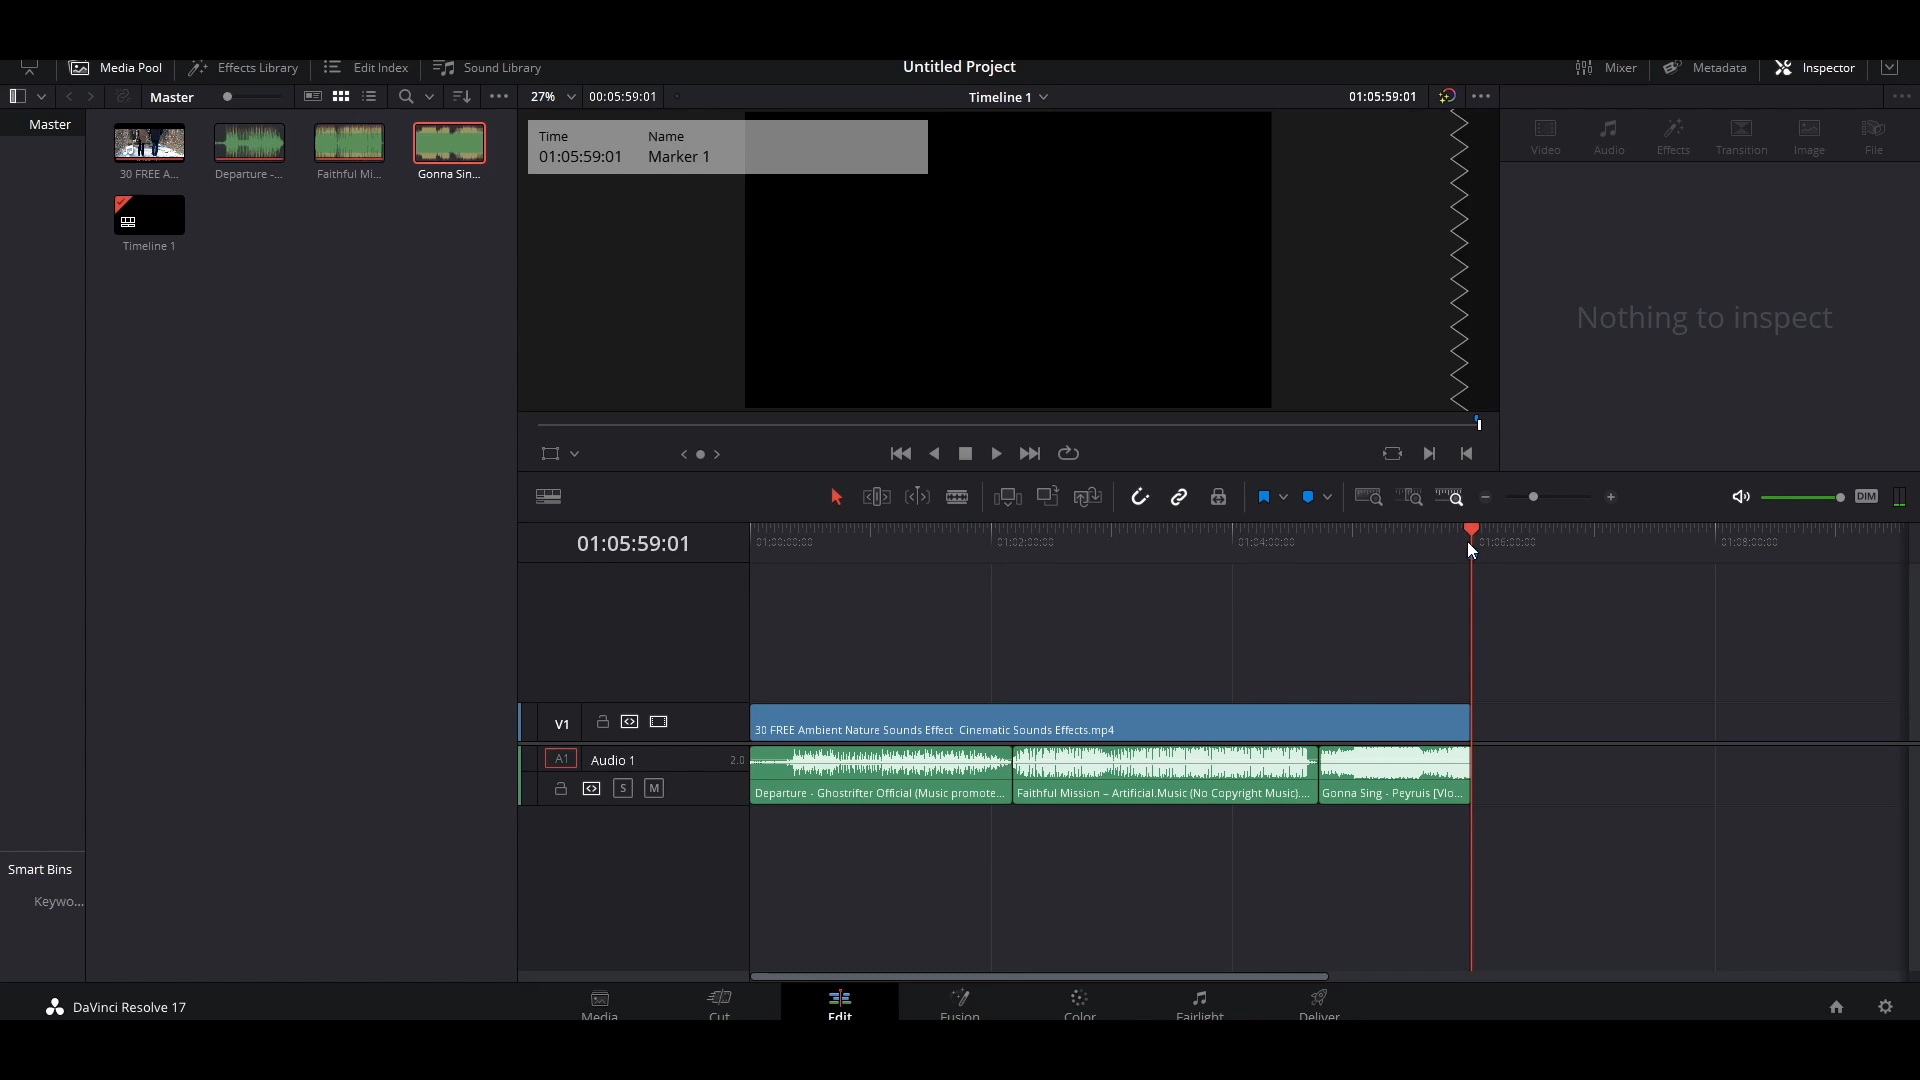 Media Pool Effects Library Edit Index Sound Library Untitled Project Mixer Metadata Inspector
Master 27% 00:05:59:01 Timeline 1 01:05:59:01
Master
30 FREE A... Departure -... Faithful Mi... Gonna Sin...
Timeline 1
Time Name
01:05:59:01 Marker 1
Video Audio Effects Transition Image File
Nothing to inspect
DIM
01:05:59:01 01:00:00:00 01:02:00:00 01:04:00:00 01:06:00:00 01:08:00:00
V1 30 FREE Ambient Nature Sounds Effect Cinematic Sounds Effects.mp4
A1 Audio 1 2.0
S M Departure - Ghostrifter Official (Music promote... Faithful Mission – Artificial.Music (No Copyright Music).... Gonna Sing - Peyruis [Vlo...
Smart Bins
Keywo...
DaVinci Resolve 17 Media Cut Edit Fusion Color Fairlight Deliver